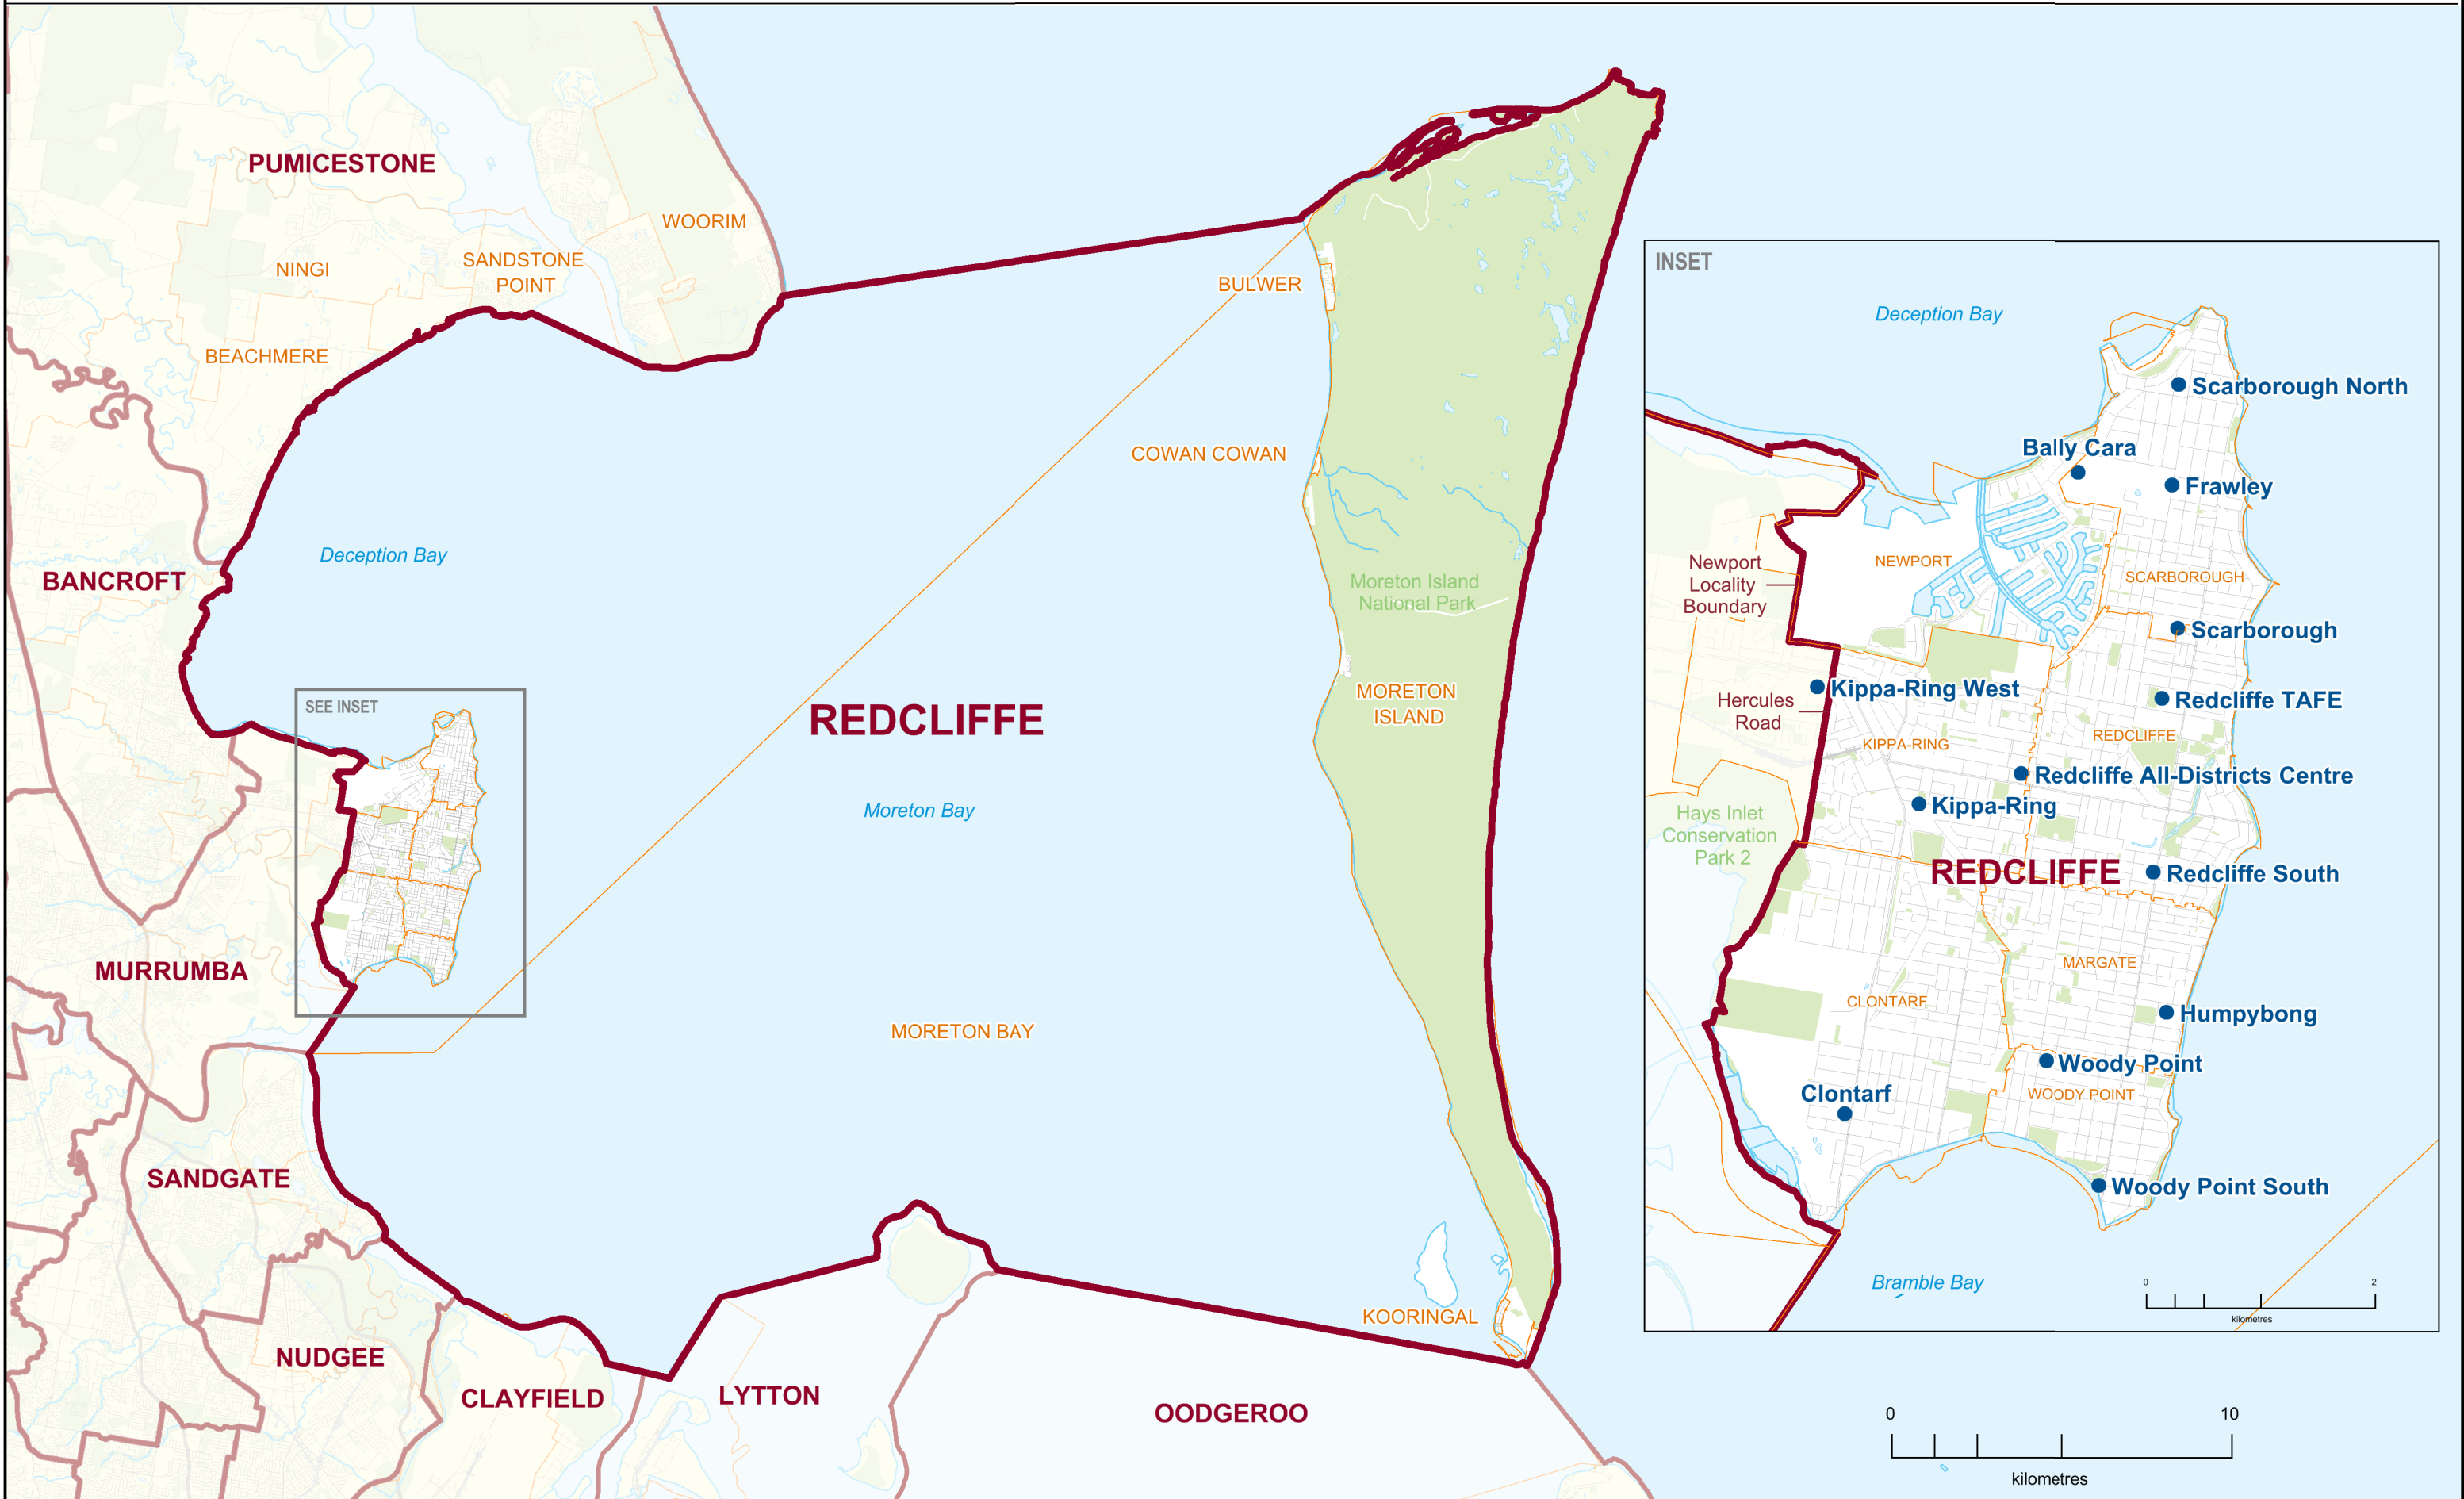 PUMICESTONE
WOORIM
NINGI
SANDSTONE
POINT
BEACHMERE
BULWER
COWAN COWAN
Deception Bay
BANCROFT
Moreton Island
National Park
SEE INSET
MORETON
ISLAND
REDCLIFFE
Moreton Bay
MURRUMBA
MORETON BAY
SANDGATE
KOORINGAL
NUDGEE
CLAYFIELD
LYTTON
OODGEROO
INSET
Deception Bay
Scarborough North
Bally Cara
Frawley
Newport
Locality
Boundary
NEWPORT
SCARBOROUGH
Scarborough
Kippa-Ring West
Hercules
Road
Redcliffe TAFE
KIPPA-RING
REDCLIFFE
Redcliffe All-Districts Centre
Kippa-Ring
Hays Inlet
Conservation
Park 2
REDCLIFFE
Redcliffe South
MARGATE
CLONTARF
Humpybong
Woody Point
Clontarf
WOODY POINT
Woody Point South
Bramble Bay
0 2
kilometres
0 10
kilometres